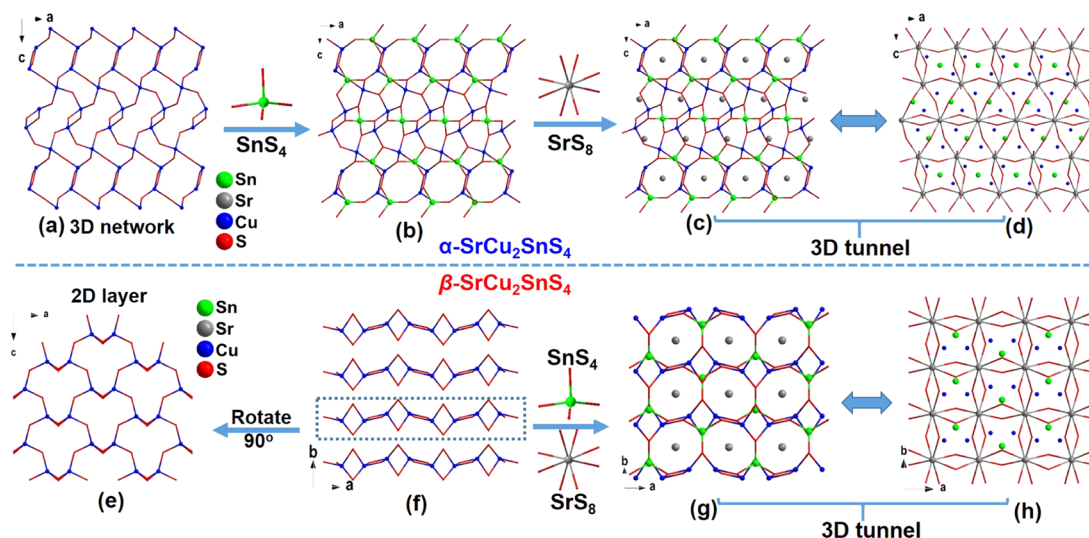 a
c
(a) 3D network
SnS₄
Sn
Sr
Cu
S
a
c
(b)
SrS₈
a
c
(c)
a
c
(d)
3D tunnel
α-SrCu₂SnS₄
β-SrCu₂SnS₄
2D layer
a
c
(e)
Sn
Sr
Cu
S
Rotate
90º
b
a
(f)
SnS₄
SrS₈
b
a
(g)
b
a
(h)
3D tunnel